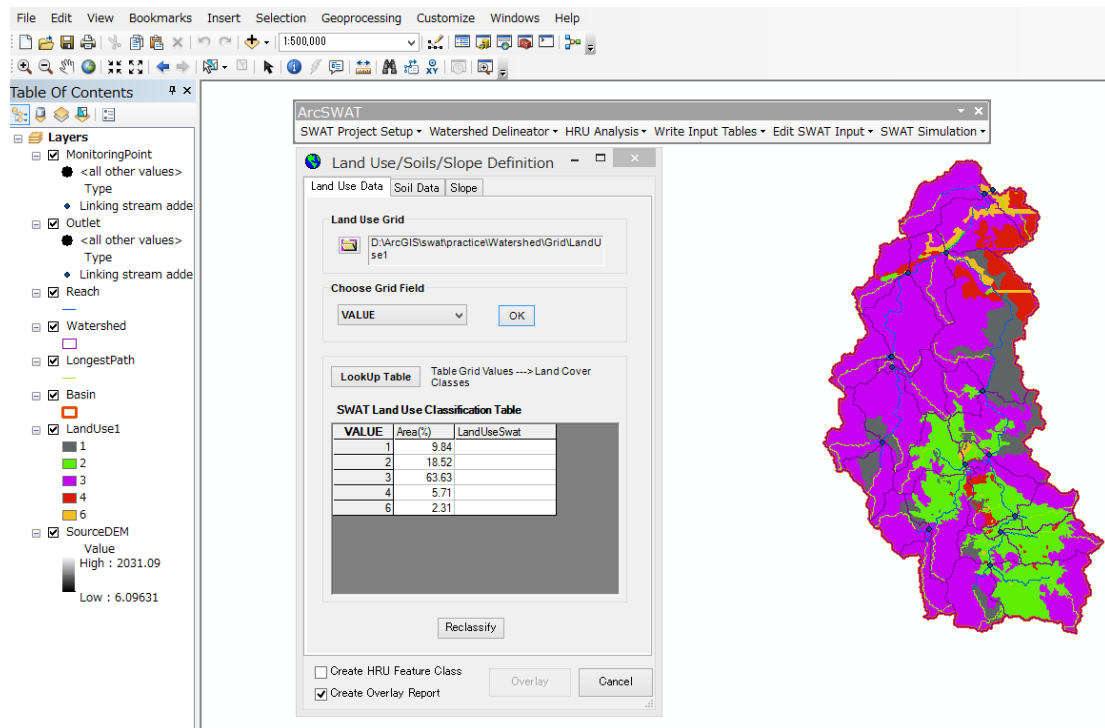 File Edit View Bookmarks Insert Selection Geoprocessing Customize Windows Help
1:500,000
Table Of Contents
Layers
MonitoringPoint
<all other values>
Type
Linking stream adde
Outlet
<all other values>
Type
Linking stream adde
Reach
Watershed
LongestPath
Basin
LandUse1
1
2
3
4
6
SourceDEM
Value
High : 2031.09
Low : 6.09631
ArcSWAT
SWAT Project Setup Watershed Delineator HRU Analysis Write Input Tables Edit SWAT Input SWAT Simulation
Land Use/Soils/Slope Definition
Land Use Data Soil Data Slope
Land Use Grid
D:\ArcGIS\swat\practice\Watershed\Grid\LandU
se1
Choose Grid Field
VALUE OK
LookUp Table Table Grid Values ---> Land Cover
Classes
SWAT Land Use Classification Table
VALUE Area(%) LandUseSwat
1 9.84
2 18.52
3 63.63
4 5.71
6 2.31
Reclassify
Create HRU Feature Class
Create Overlay Report
Overlay Cancel